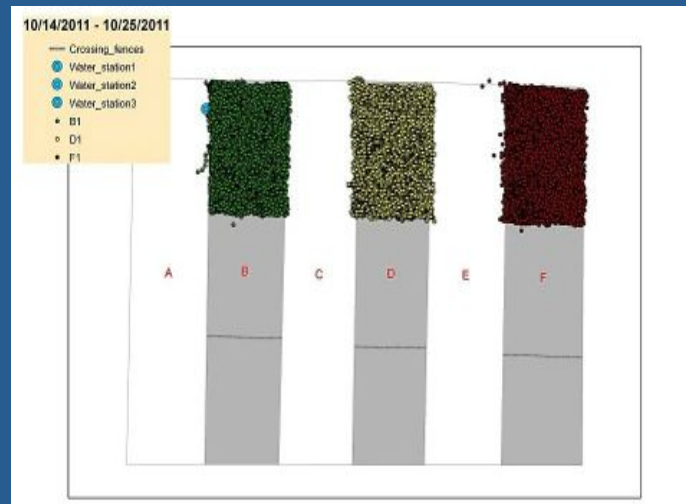 10/14/2011 - 10/25/2011
Crossing_fences
Water_station1
Water_station2
Water_station3
B1
D1
F1
A B C D E F